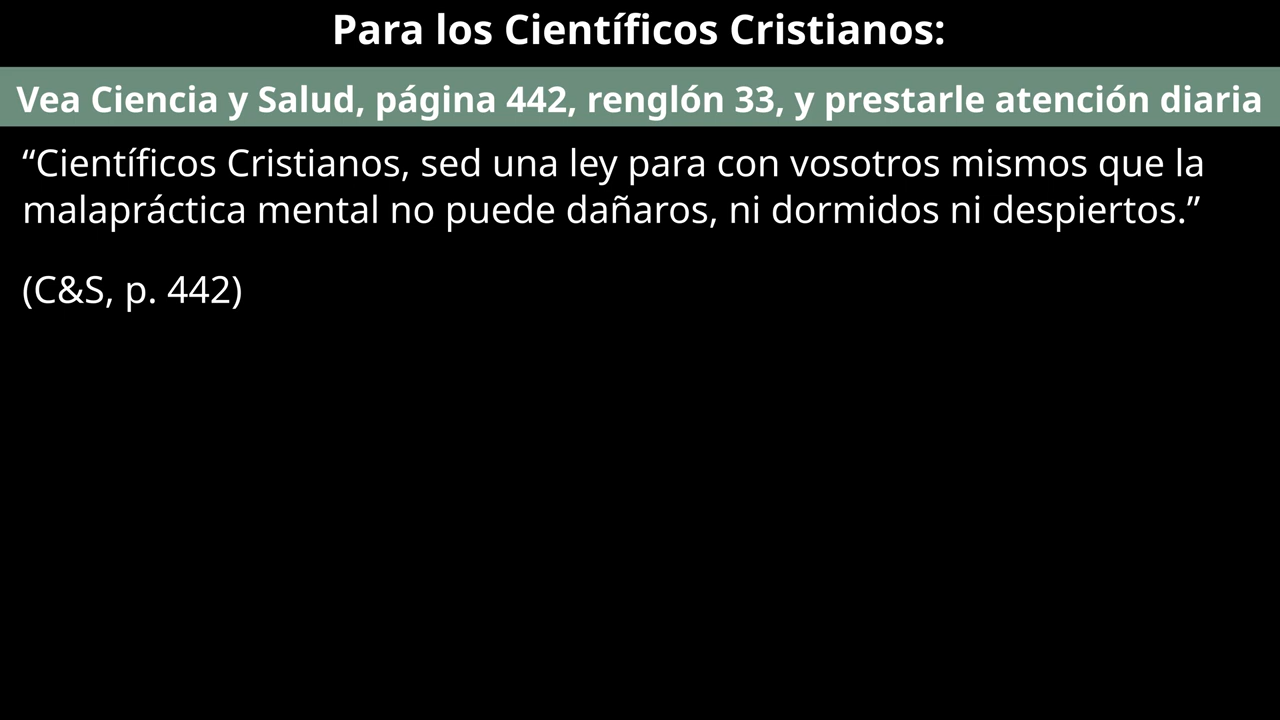 Para los Científicos Cristianos:
Vea Ciencia y Salud, página 442, renglón 33, y prestarle atención diaria
“Científicos Cristianos, sed una ley para con vosotros mismos que la
malapráctica mental no puede dañaros, ni dormidos ni despiertos.”
(C&S, p. 442)